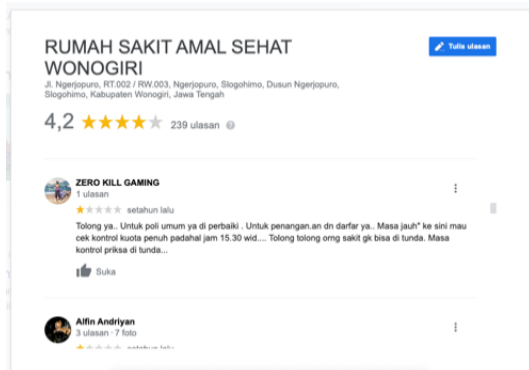 RUMAH SAKIT AMAL SEHAT
WONOGIRI
Tulis ulasan
Jl. Ngerjopuro, RT.002 / RW.003, Ngerjopuro, Slogohimo, Dusun Ngerjopuro,
Slogohimo, Kabupaten Wonogiri, Jawa Tengah
4,2 239 ulasan
ZERO KILL GAMING
1 ulasan
setahun lalu
Tolong ya.. Untuk poli umum ya di perbaiki . Untuk penangan.an dn darfar ya.. Masa jauh" ke sini mau
cek kontrol kuota penuh padahal jam 15.30 wid.... Tolong tolong orng sakit gk bisa di tunda. Masa
kontrol priksa di tunda...
Suka
Alfin Andriyan
3 ulasan · 7 foto